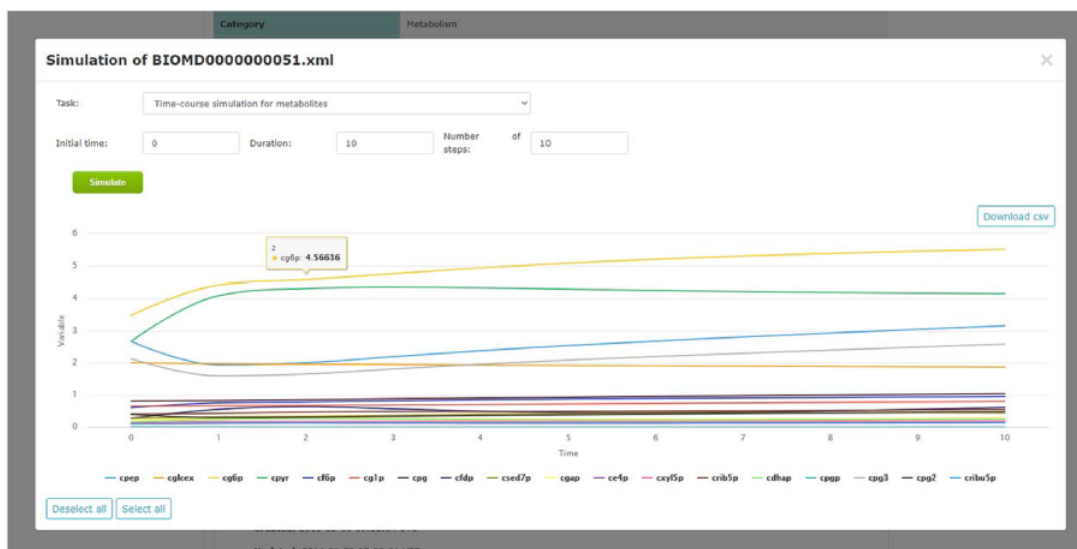 Category Metabolism
Simulation of BIOMD0000000051.xml ×
Task: Time-course simulation for metabolites
Initial time: 0 Duration: 10 Number of steps: 10
Simulate
Download csv
6
5
4
3
2
1
0
Variable
2
cg6p: 4.56636
0 1 2 3 4 5 6 7 8 9 10
Time
cpep cglcex cg6p cpyr cf6p cg1p cpg cfdp csed7p cgap ce4p cxyl5p crib5p cdhap cpgp cpg3 cpg2 cribu5p
Deselect all Select all